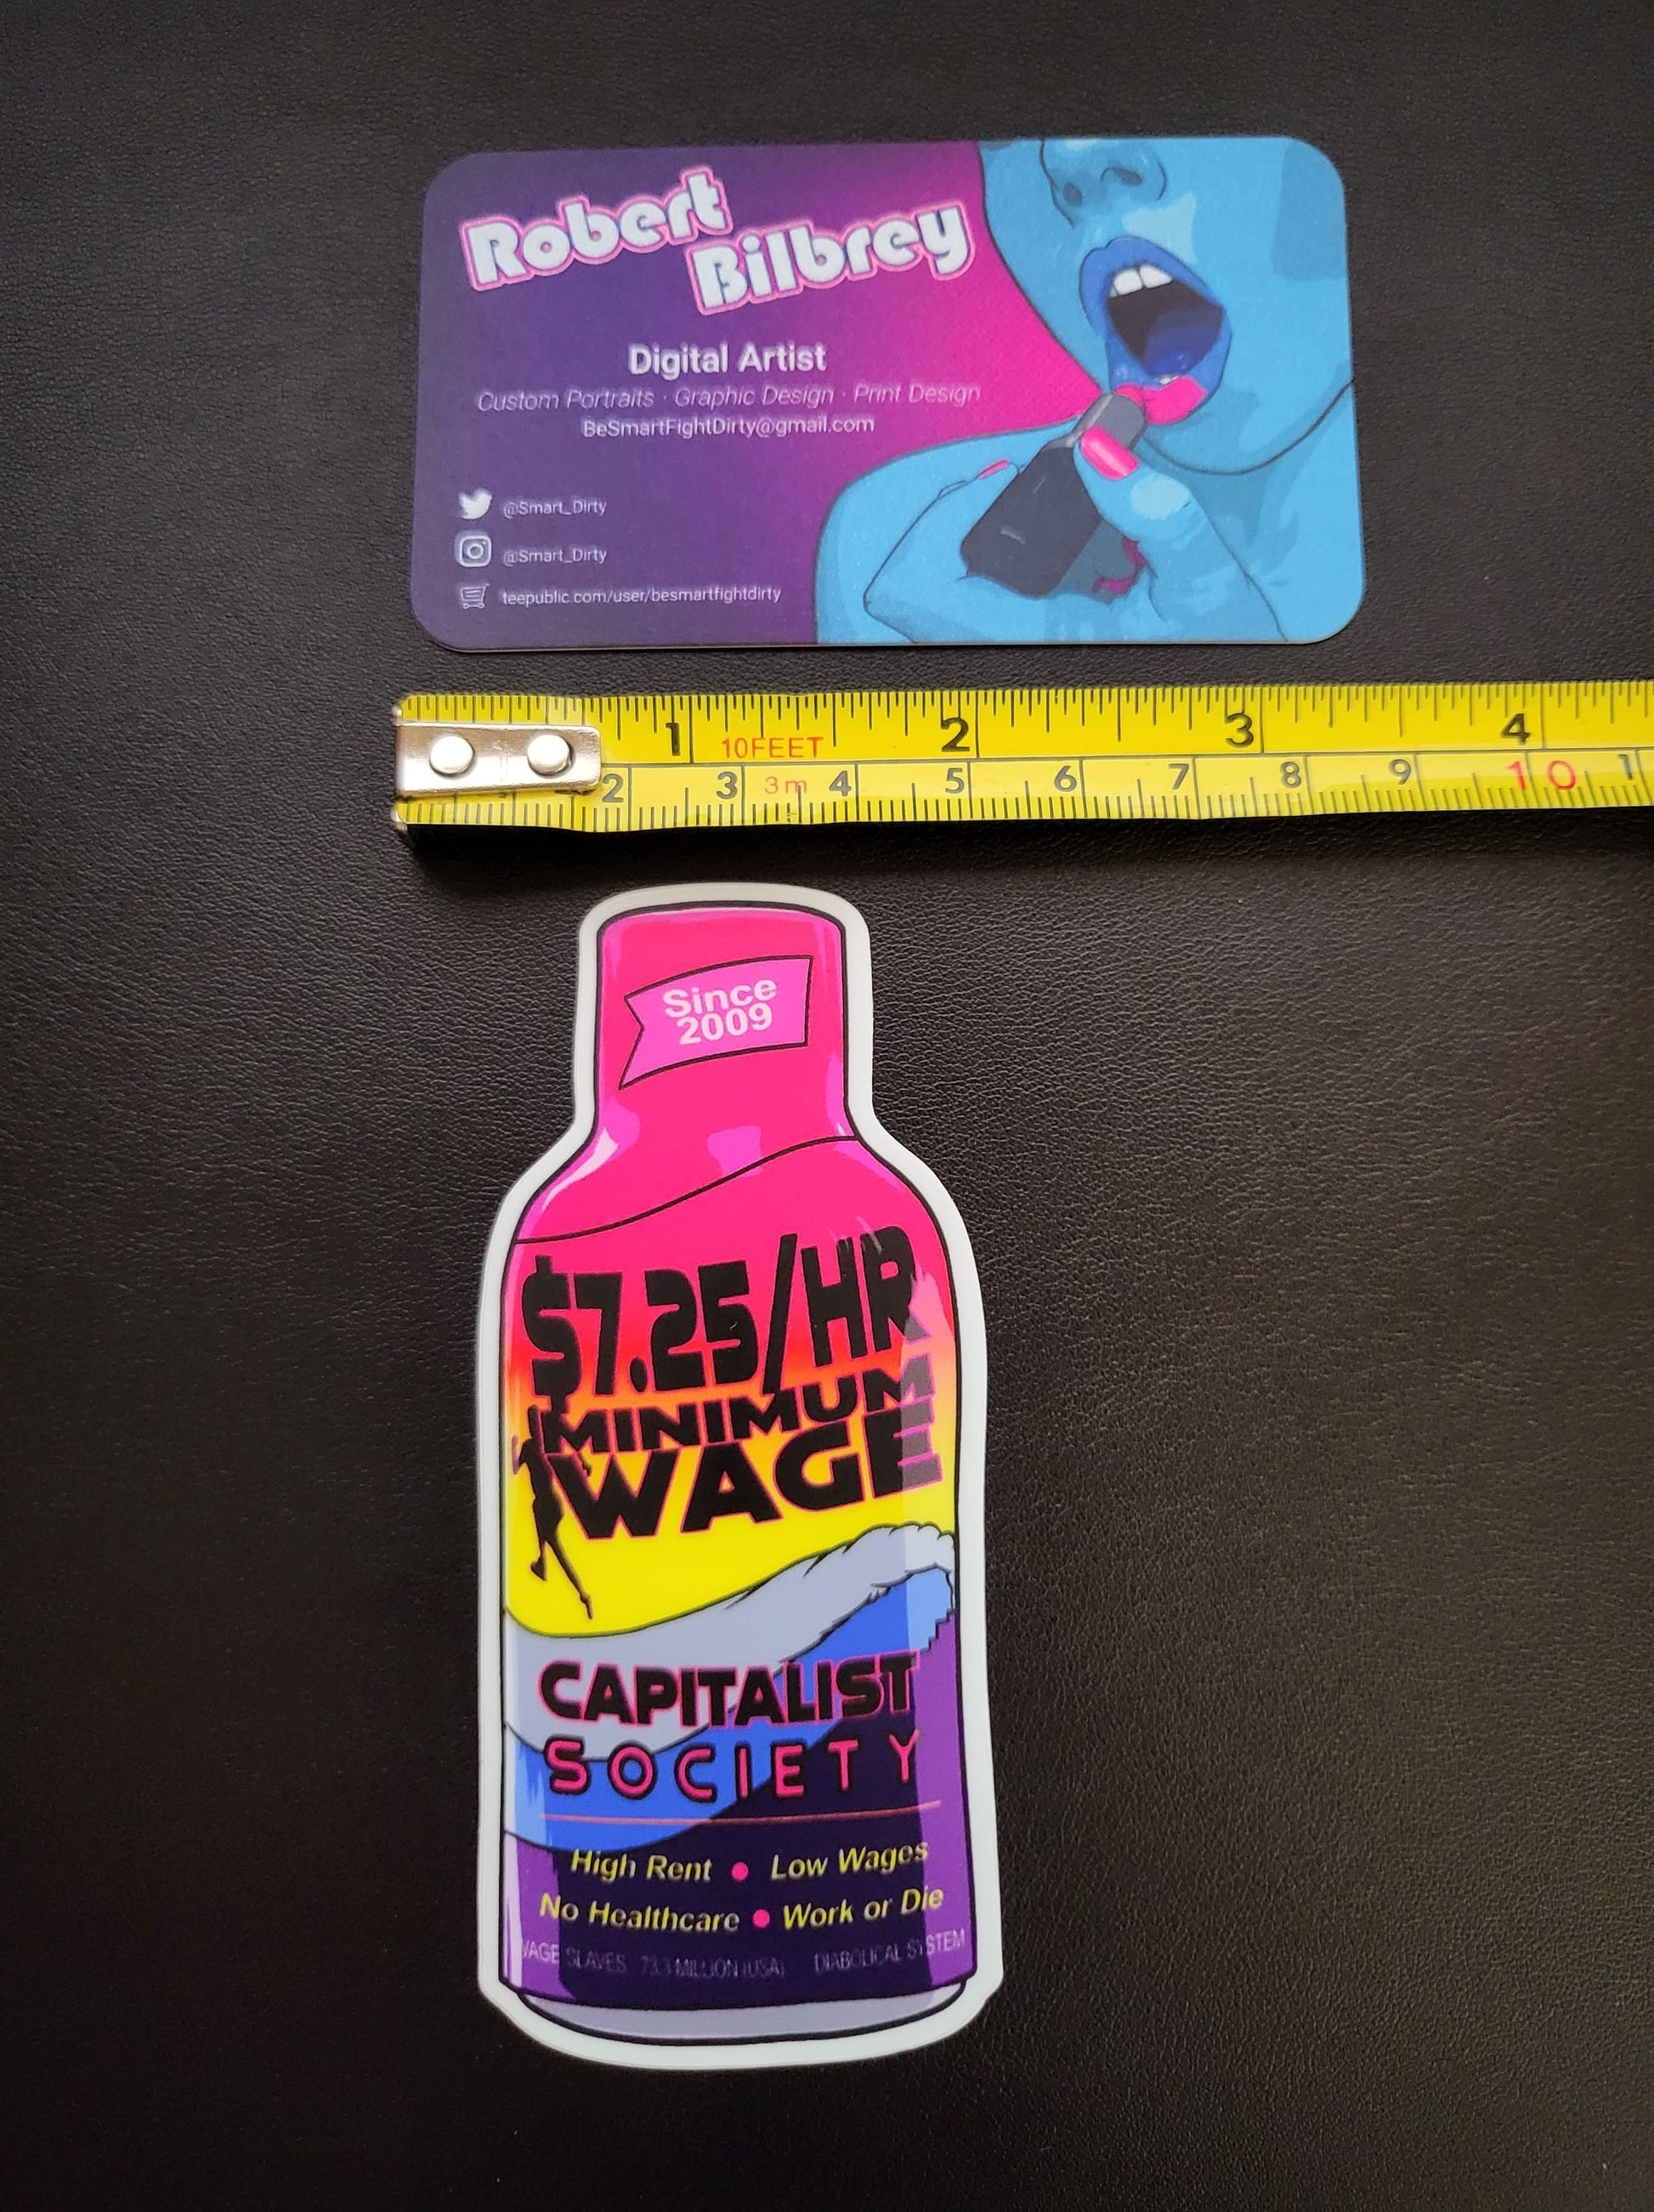 Robert
Bilbrey
Digital Artist
Custom Portraits · Graphic Design · Print Design
BeSmartFightDirty@gmail.com
@Smart_Dirty
@Smart_Dirty
teepublic.com/user/besmartfightdirty
1 10FEET 2 3 4
2 3 3m 4 5 6 7 8 9 10 1
Since
2009
$7.25/HR
MINIMUM
WAGE
CAPITALIST
SOCIETY
High Rent • Low Wages
No Healthcare • Work or Die
WAGE SLAVES 73.3 MILLION (USA) DIABOLICAL SYSTEM